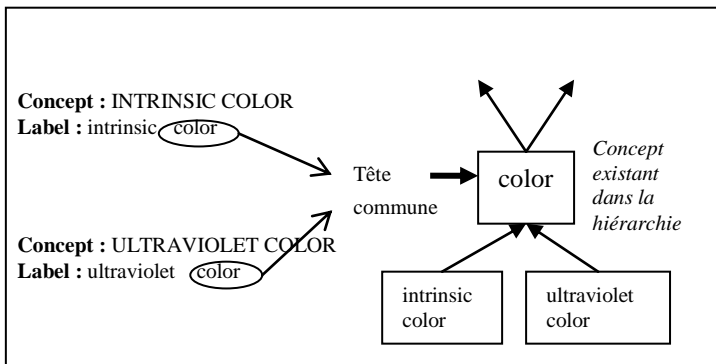 Concept : INTRINSIC COLOR
Label : intrinsic color
Tête
commune
color
Concept
existant
dans la
hiérarchie
Concept : ULTRAVIOLET COLOR
Label : ultraviolet color
intrinsic
color
ultraviolet
color